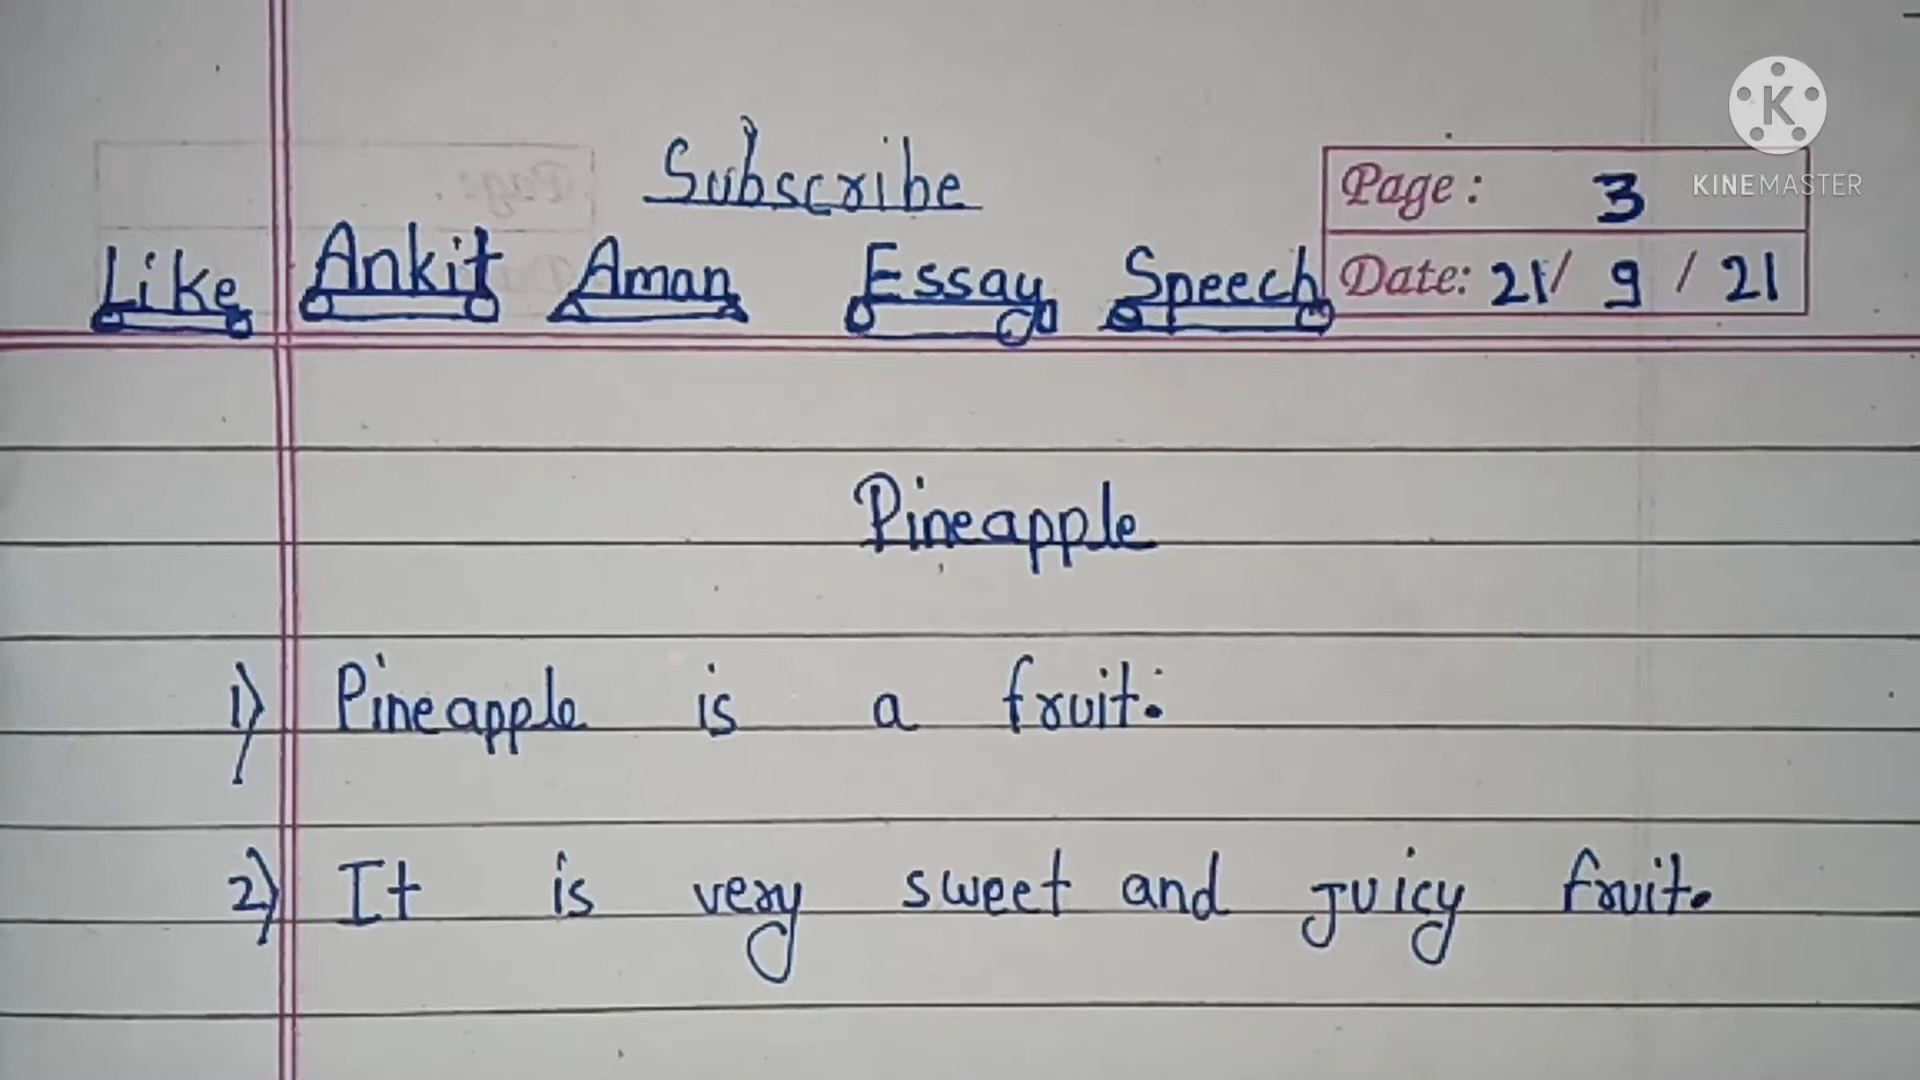 Subscribe
Like Ankit Aman Essay Speech
Page: 3
Date: 21/ 9 / 21
KINEMASTER
Pineapple
1) Pineapple is a fruit.
2) It is very sweet and juicy fruit.